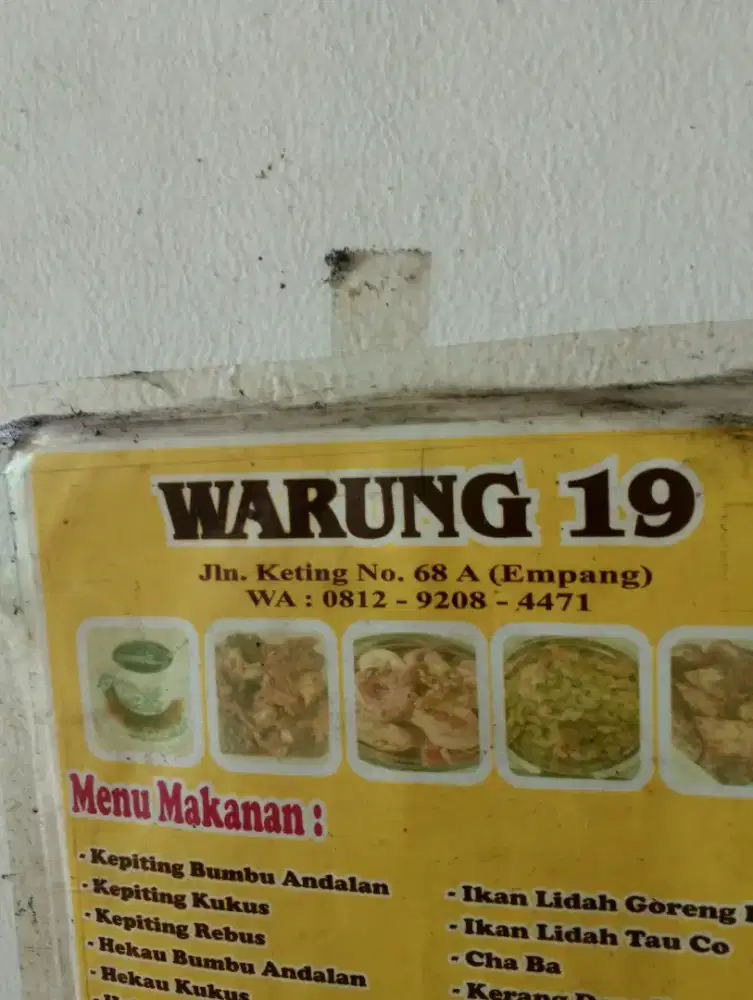 WARUNG 19
Jln. Keting No. 68 A (Empang)
WA : 0812 - 9208 - 4471
Menu Makanan :
- Kepiting Bumbu Andalan
- Kepiting Kukus
- Kepiting Rebus
- Hekau Bumbu Andalan
- Hekau Kukus
- Ikan Lidah Goreng
- Ikan Lidah Tau Co
- Cha Ba
- Kerang